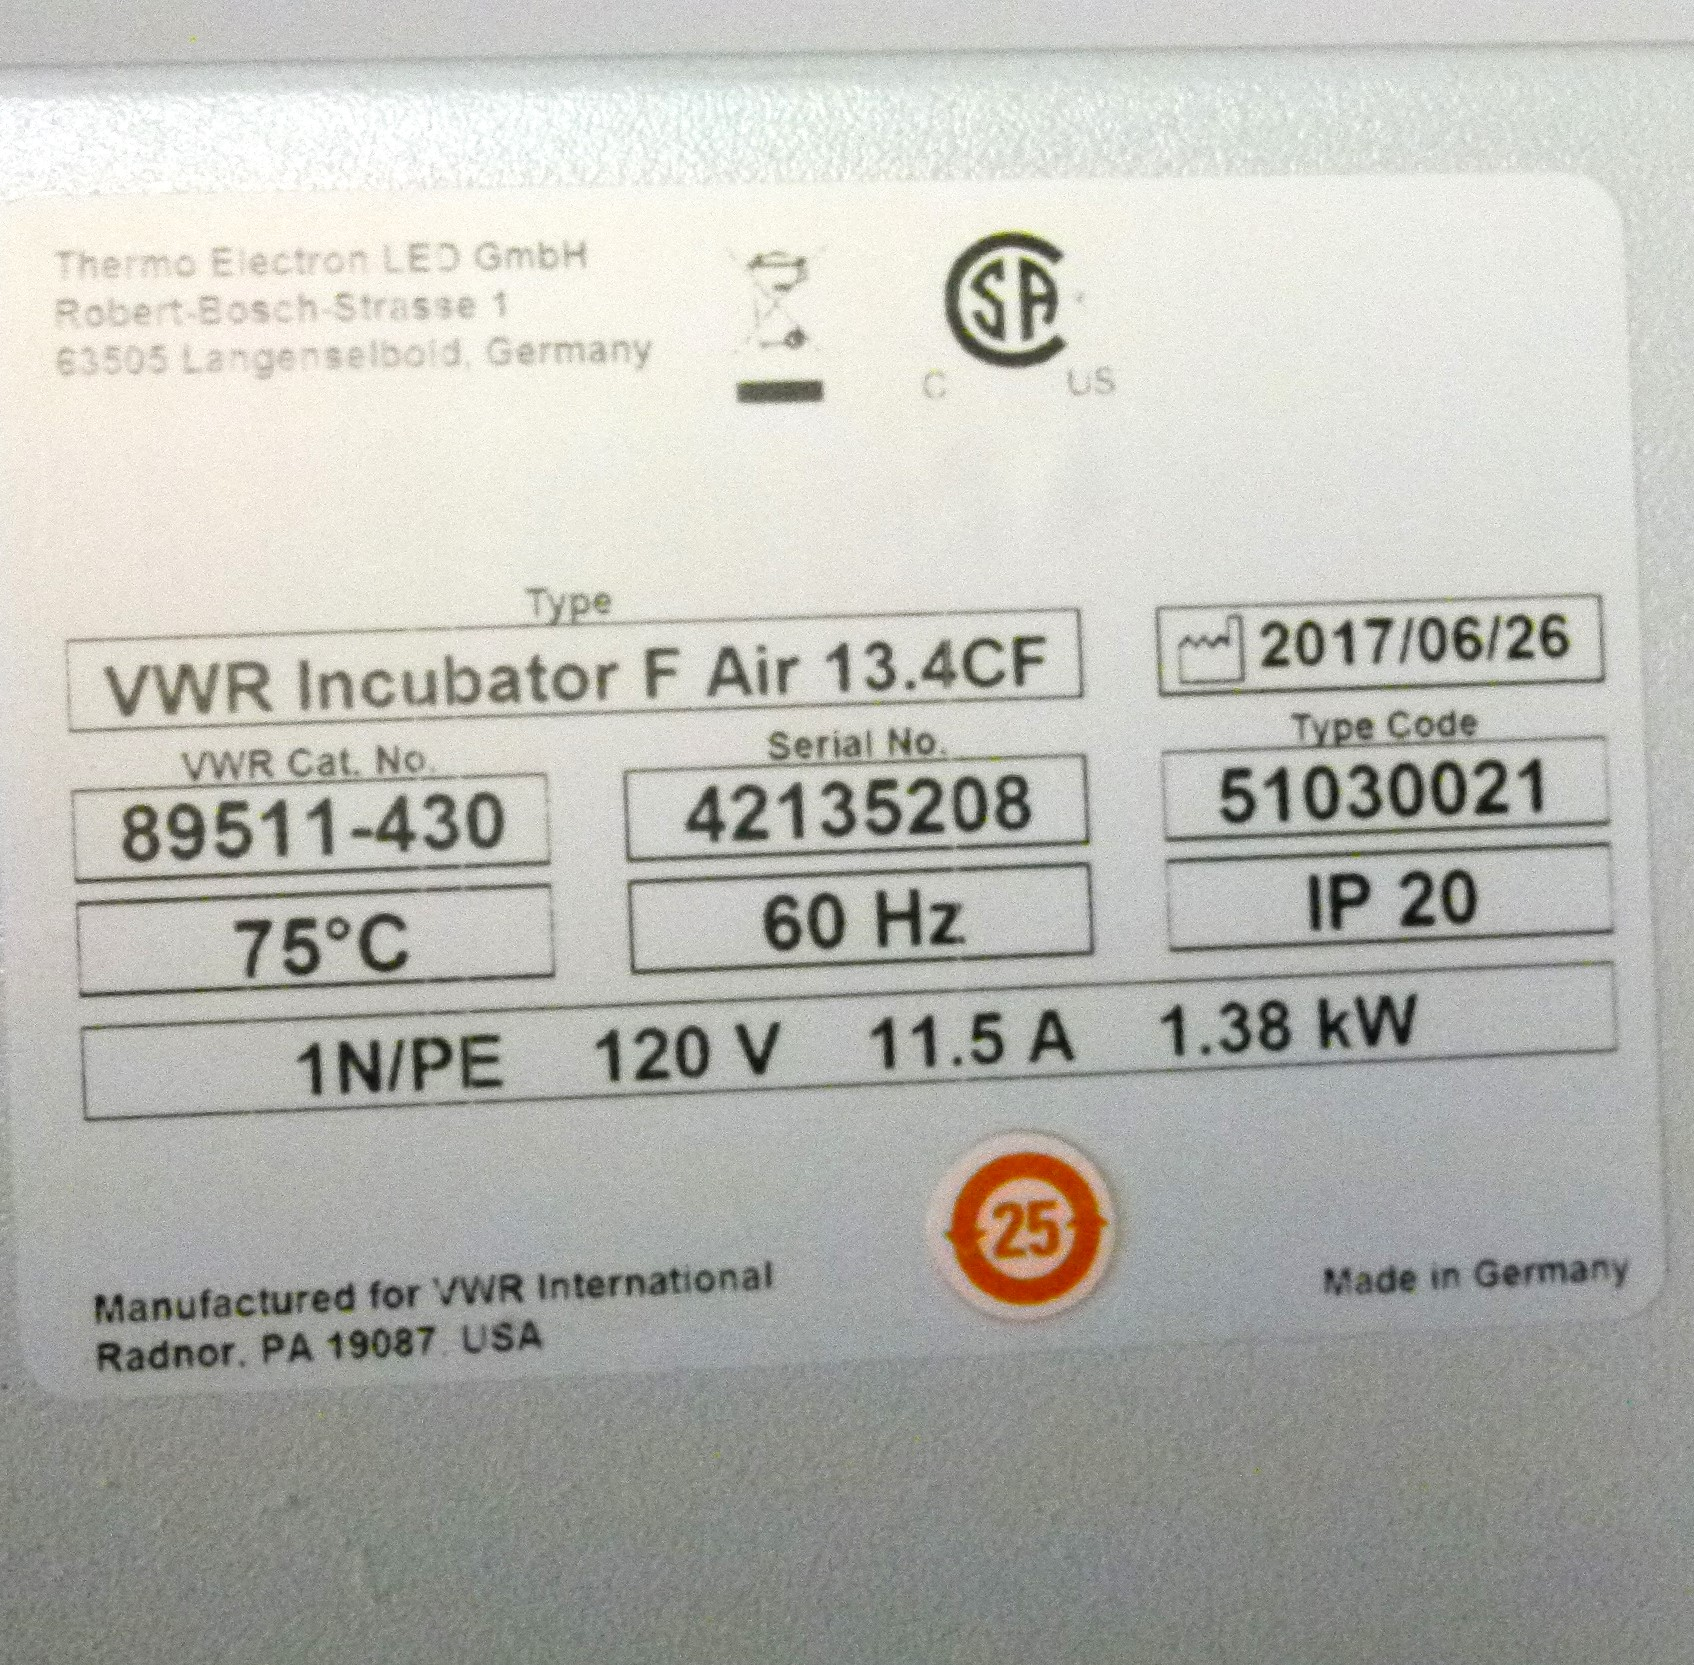 Thermo Electron LED GmbH
Robert-Bosch-Strasse 1
63505 Langenselbold, Germany
CSA
C US
Type
VWR Incubator F Air 13.4CF
2017/06/26
VWR Cat. No. Serial No. Type Code
89511-430 42135208 51030021
75°C 60 Hz IP 20
1N/PE 120 V 11.5 A 1.38 kW
25
Manufactured for VWR International
Radnor, PA 19087 USA
Made in Germany